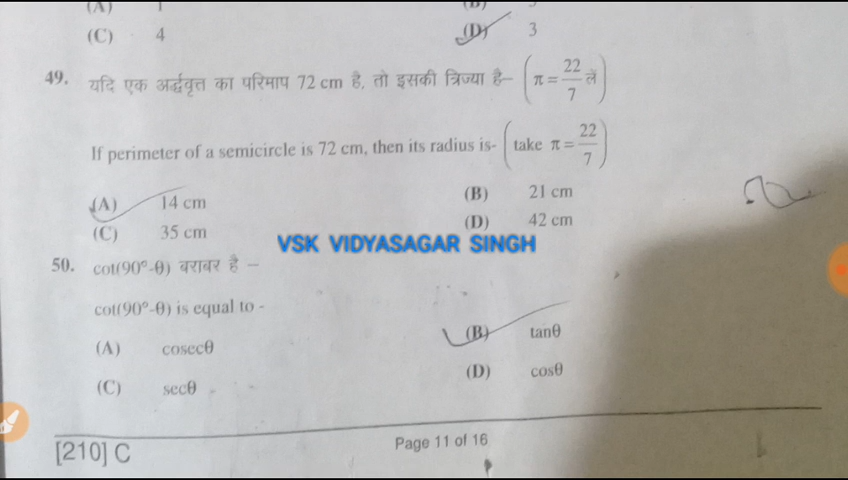 (A) 1 (B) 3
(C) 4 (D) 3
49. यदि एक अर्द्धवृत्त का परिमाप 72 cm है, तो इसकी त्रिज्या है– (π = 22/7 लें)
If perimeter of a semicircle is 72 cm, then its radius is- (take π = 22/7)
(A) 14 cm (B) 21 cm
(C) 35 cm (D) 42 cm
VSK VIDYASAGAR SINGH
50. cot(90°-θ) बराबर है –
cot(90°-θ) is equal to -
(A) cosecθ (B) tanθ
(C) secθ (D) cosθ
[210] C Page 11 of 16